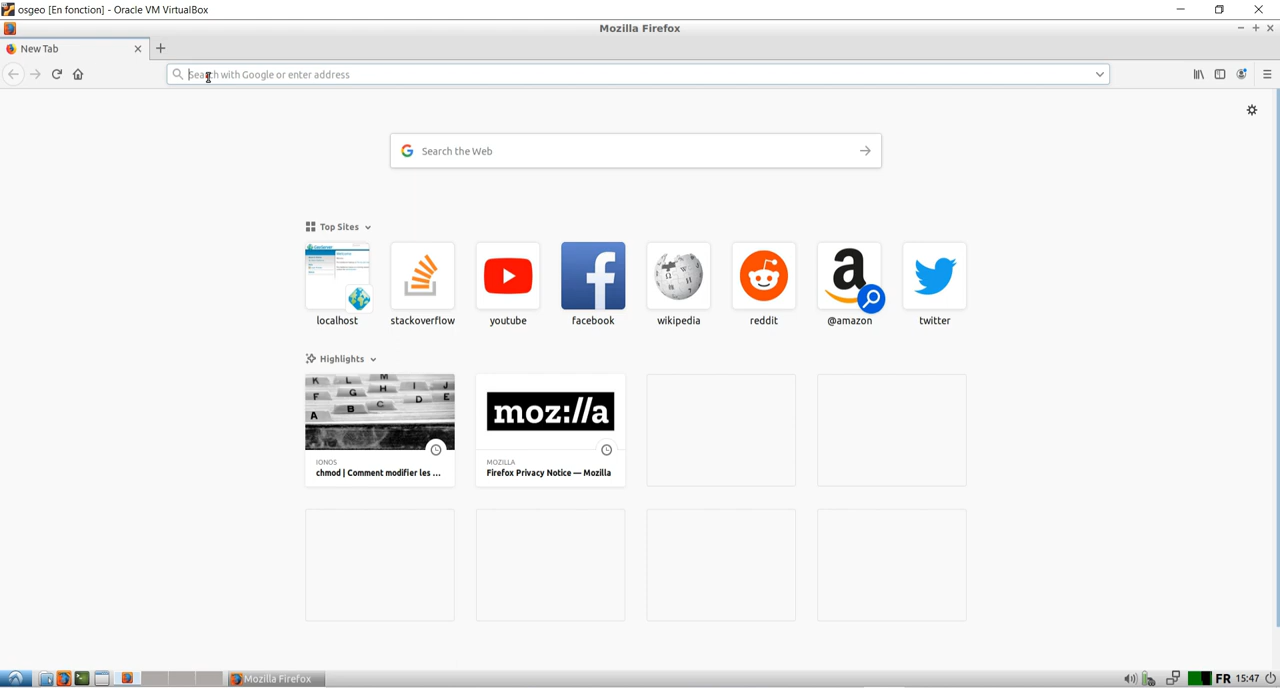 osgeo [En fonction] - Oracle VM VirtualBox
Mozilla Firefox
New Tab
Search with Google or enter address
Search the Web
Top Sites
localhost
stackoverflow
youtube
facebook
wikipedia
reddit
@amazon
twitter
Highlights
K L M
F G H I J
A B C D E
IONOS
chmod | Comment modifier les ...
moz://a
MOZILLA
Firefox Privacy Notice — Mozilla
Mozilla Firefox
FR 15:47